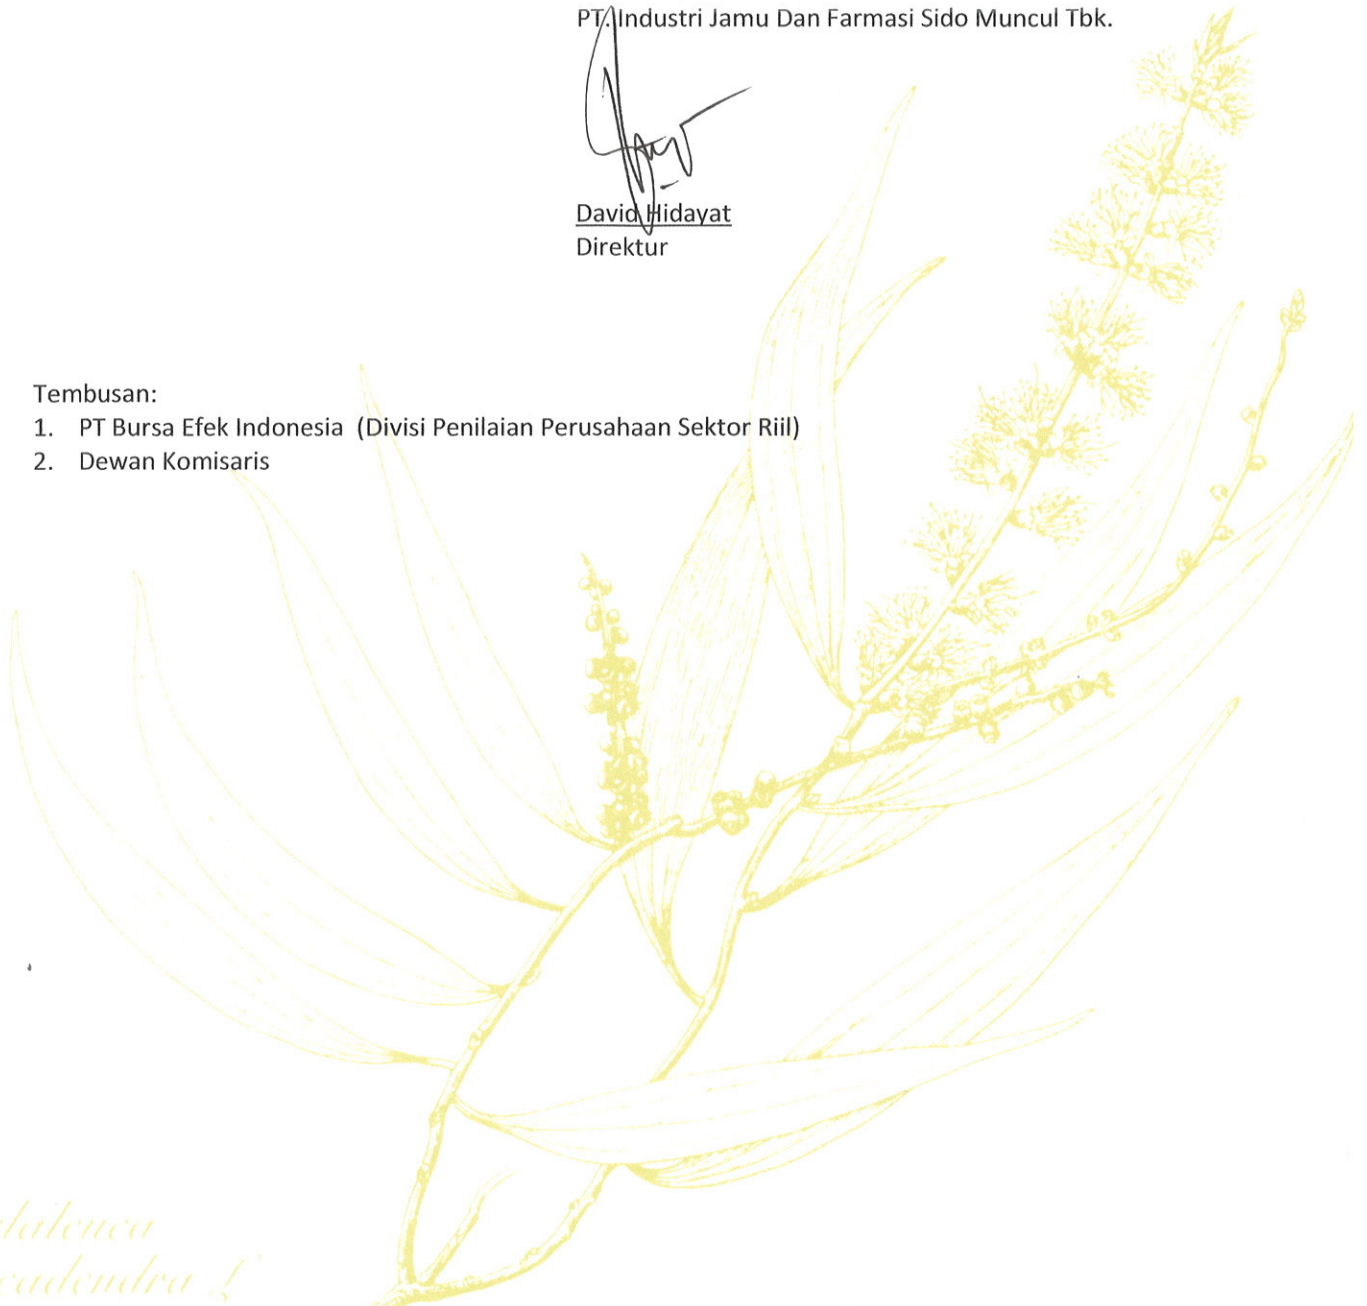 PT. Industri Jamu Dan Farmasi Sido Muncul Tbk.
David Hidayat
Direktur
Tembusan:
1. PT Bursa Efek Indonesia (Divisi Penilaian Perusahaan Sektor Riil)
2. Dewan Komisaris